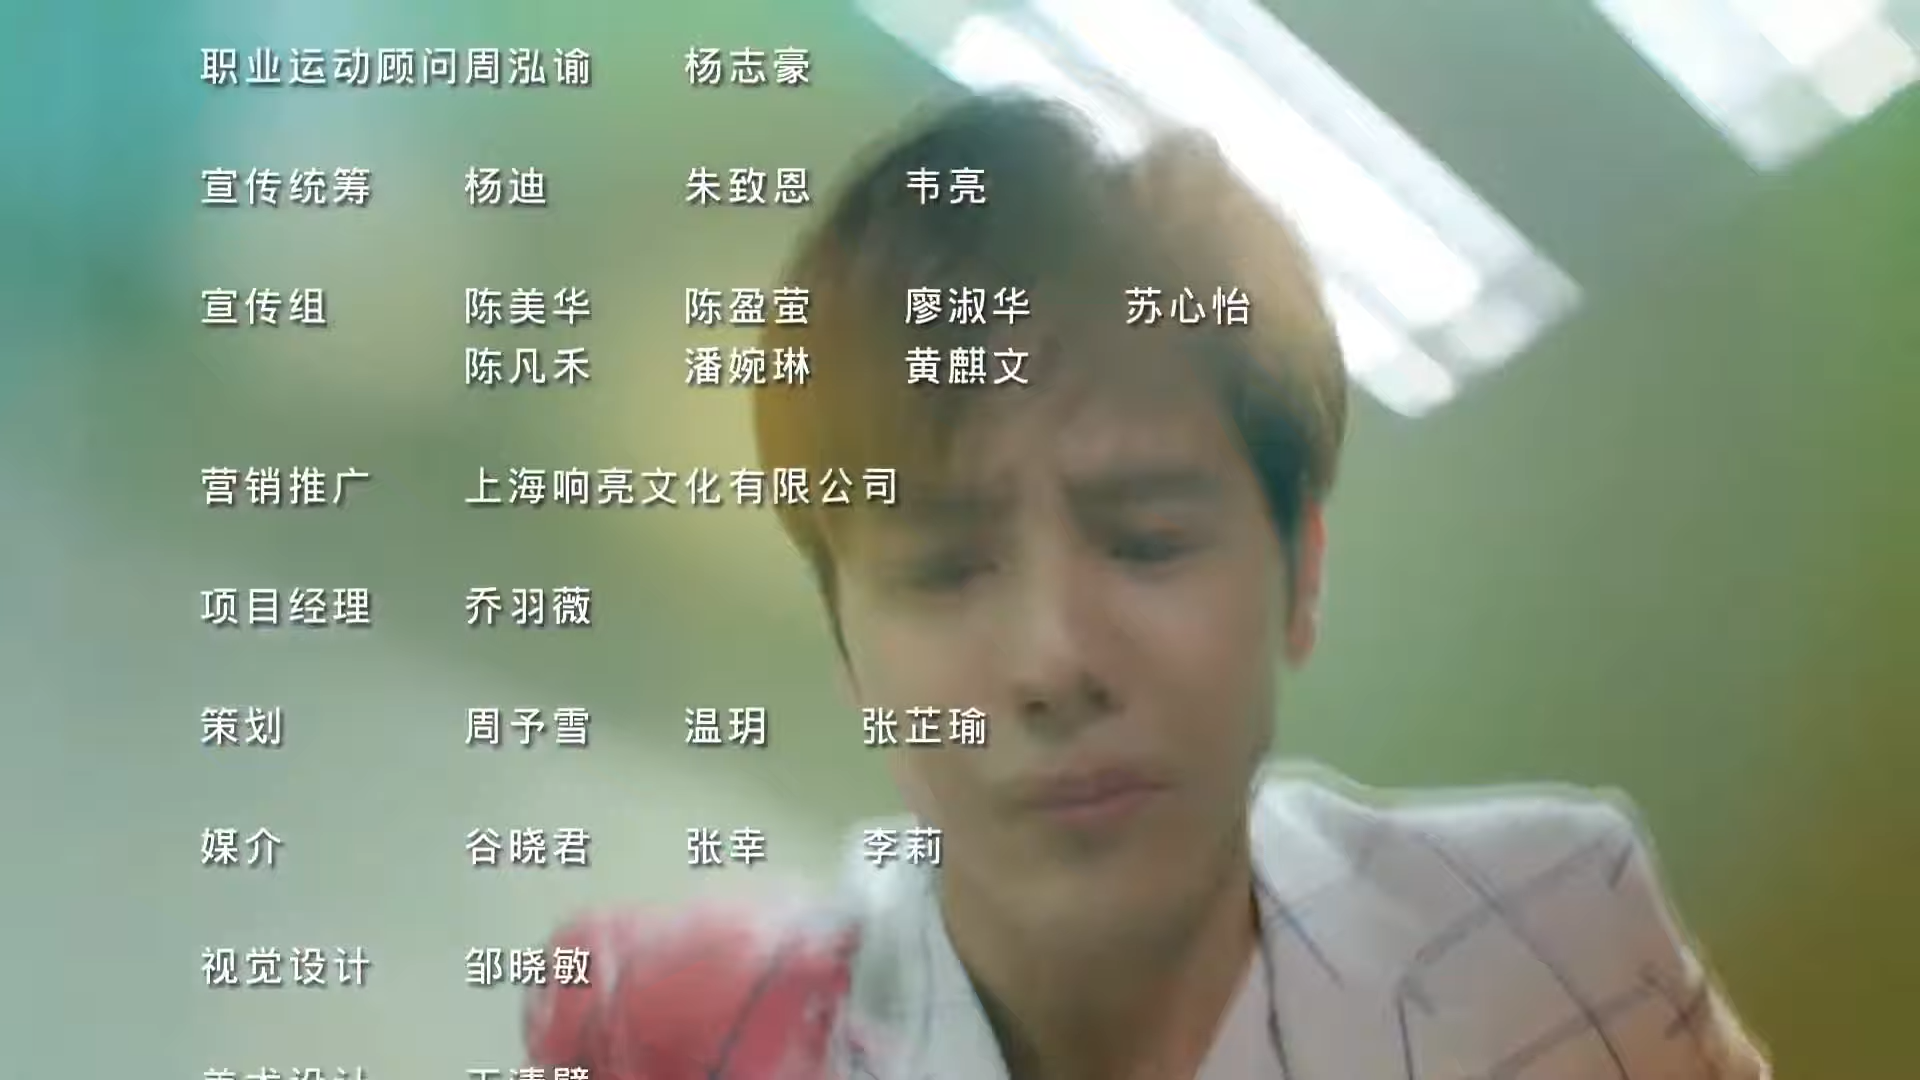 职业运动顾问周泓谕 杨志豪
宣传统筹 杨迪 朱致恩 韦亮
宣传组 陈美华 陈盈萤 廖淑华 苏心怡
陈凡禾 潘婉琳 黄麒文
营销推广 上海响亮文化有限公司
项目经理 乔羽薇
策划 周予雪 温玥 张芷瑜
媒介 谷晓君 张幸 李莉
视觉设计 邹晓敏